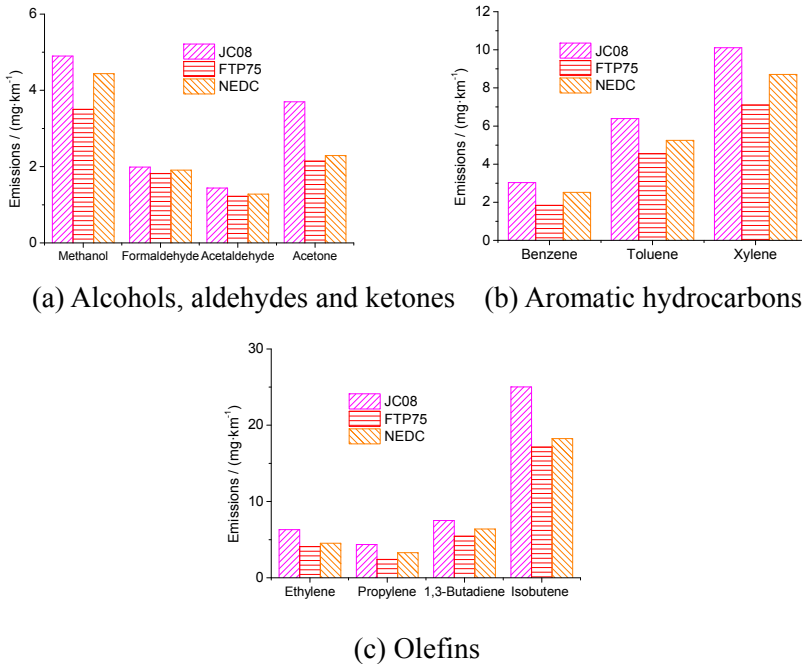 6
4
2
0
Emissions / (mg·km⁻¹)
JC08
FTP75
NEDC
Methanol Formaldehyde Acetaldehyde Acetone
12
10
8
6
4
2
0
Emissions / (mg·km⁻¹)
JC08
FTP75
NEDC
Benzene Toluene Xylene
(a) Alcohols, aldehydes and ketones
(b) Aromatic hydrocarbons
30
20
10
0
Emissions / (mg·km⁻¹)
JC08
FTP75
NEDC
Ethylene Propylene 1,3-Butadiene Isobutene
(c) Olefins